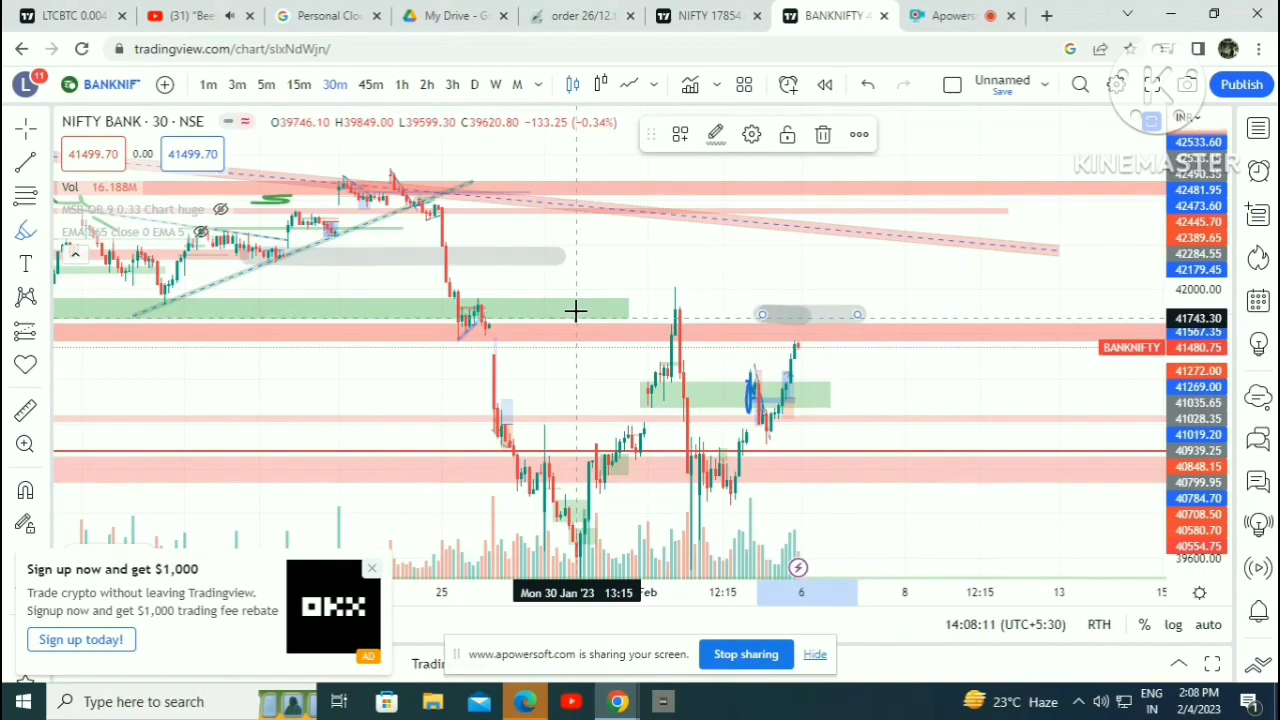 LTCBTC 0.004
(31) "Bee
Personal Clo
My Drive - G
order 26/12.
NIFTY 17854
BANKNIFTY 4
Apowers
tradingview.com/chart/slxNdWjn/
L 11 BANKNIF 1m 3m 5m 15m 30m 45m 1h 2h 3h D W M Unnamed Save Publish
K
KINEMASTER
NIFTY BANK · 30 · NSE O39746.10 H39849.00 L39599.30 C39620.80 -133.25 (-0.34%)
41499.70 0.00 41499.70
Vol 16.188M
MSB-OB 9 0.33 Chart huge
EMA 365 close 0 EMA 5
42533.60
42490.35
42481.95
42473.60
42445.70
42389.65
42284.55
42179.45
42000.00
41743.30
41567.35
BANKNIFTY 41480.75
41272.00
41269.00
41035.65
41028.35
41019.20
40939.25
40848.15
40799.95
40784.70
40708.50
40580.70
40554.75
39600.00
25 Mon 30 Jan '23 13:15 Feb 12:15 6 8 12:15 13 15
14:08:11 (UTC+5:30) RTH % log auto
Sign up now and get $1,000
Trade crypto without leaving Tradingview.
Signup now and get $1,000 trading fee rebate
Sign up today!
OKX
AD
Tradin
www.apowersoft.com is sharing your screen. Stop sharing Hide
Type here to search
23°C Haze
ENG
IN
2:08 PM
2/4/2023
1